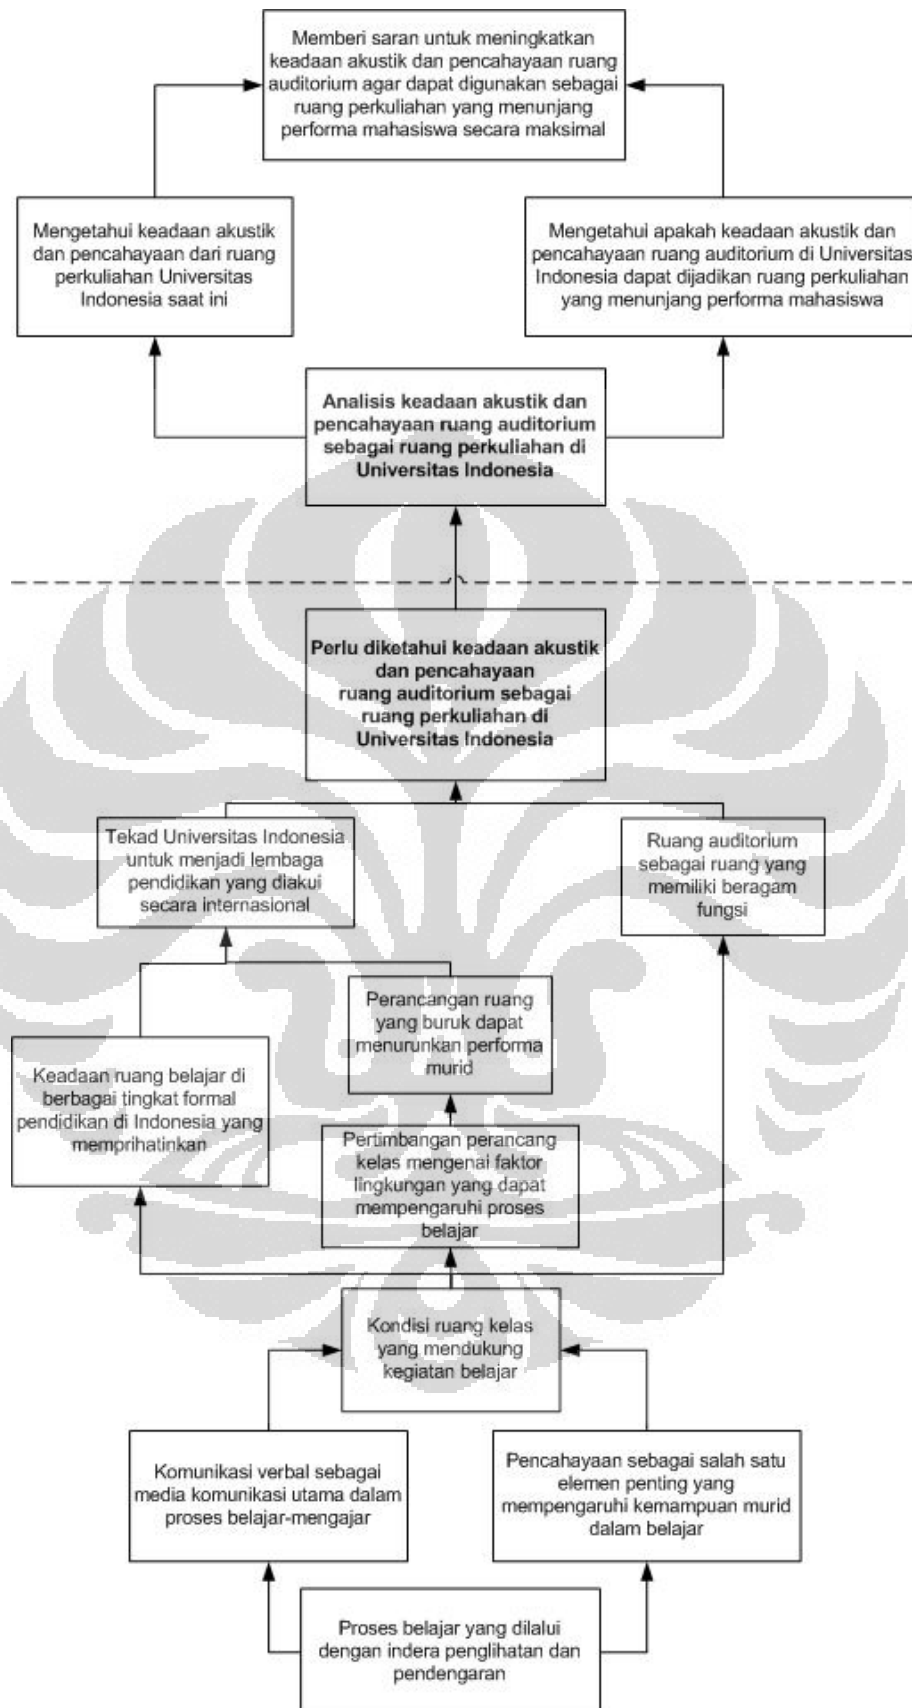 Memberi saran untuk meningkatkan
keadaan akustik dan pencahayaan ruang
auditorium agar dapat digunakan sebagai
ruang perkuliahan yang menunjang
performa mahasiswa secara maksimal
Mengetahui keadaan akustik
dan pencahayaan dari ruang
perkuliahan Universitas
Indonesia saat ini
Mengetahui apakah keadaan akustik dan
pencahayaan ruang auditorium di Universitas
Indonesia dapat dijadikan ruang perkuliahan
yang menunjang performa mahasiswa
Analisis keadaan akustik dan
pencahayaan ruang auditorium
sebagai ruang perkuliahan di
Universitas Indonesia
Perlu diketahui keadaan akustik
dan pencahayaan
ruang auditorium sebagai
ruang perkuliahan di
Universitas Indonesia
Tekad Universitas Indonesia
untuk menjadi lembaga
pendidikan yang diakui
secara internasional
Ruang auditorium
sebagai ruang yang
memiliki beragam
fungsi
Perancangan ruang
yang buruk dapat
menurunkan performa
murid
Keadaan ruang belajar di
berbagai tingkat formal
pendidikan di Indonesia yang
memprihatinkan
Pertimbangan perancang
kelas mengenai faktor
lingkungan yang dapat
mempengaruhi proses
belajar
Kondisi ruang kelas
yang mendukung
kegiatan belajar
Komunikasi verbal sebagai
media komunikasi utama dalam
proses belajar-mengajar
Pencahayaan sebagai salah satu
elemen penting yang
mempengaruhi kemampuan murid
dalam belajar
Proses belajar yang dilalui
dengan indera penglihatan dan
pendengaran